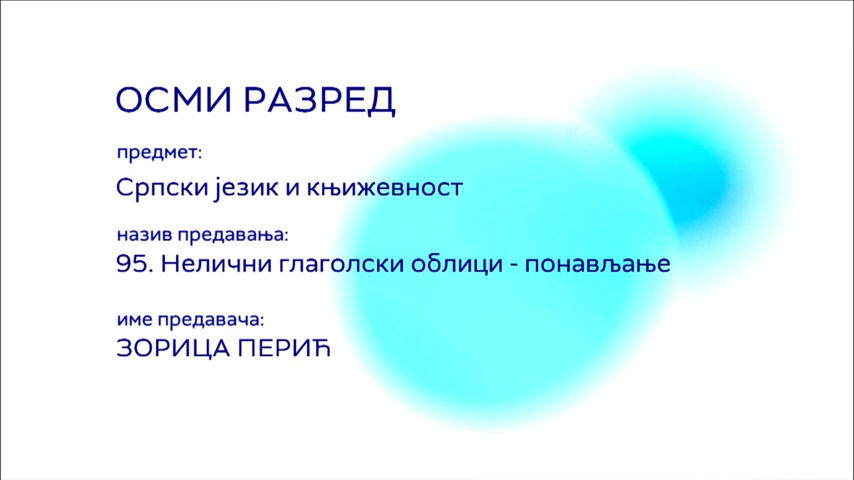 ОСМИ РАЗРЕД
предмет:
Српски језик и књижевност
назив предавања:
95. Нелични глаголски облици - понављање
име предавача:
ЗОРИЦА ПЕРИЋ